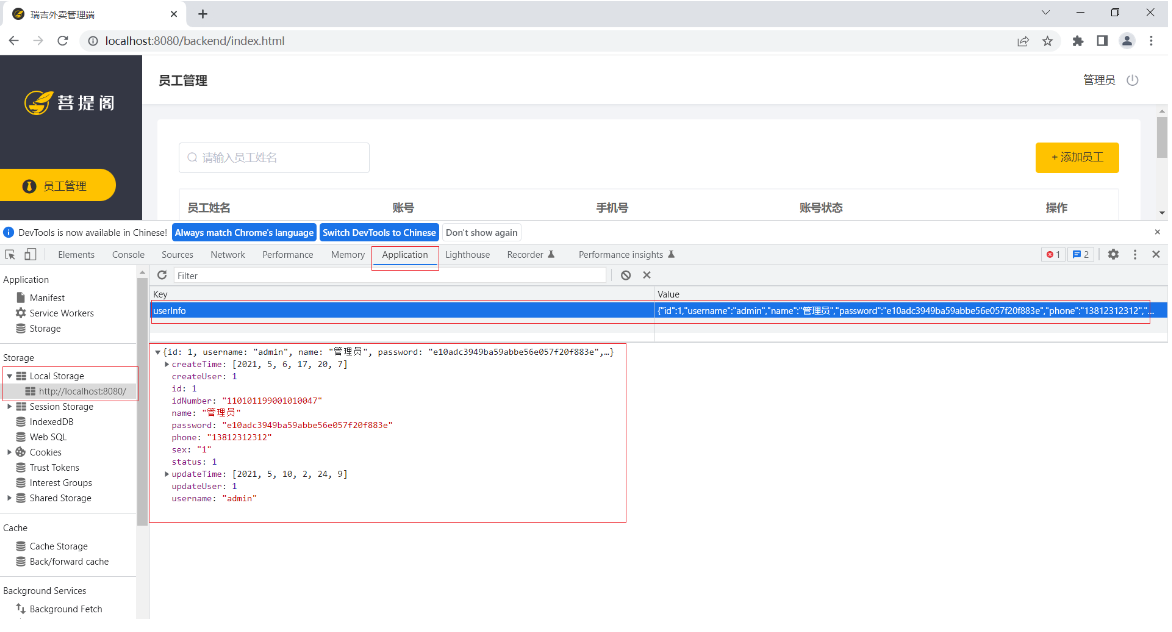 瑞吉外卖管理端
localhost:8080/backend/index.html
菩提阁
员工管理
管理员
请输入员工姓名
+ 添加员工
员工管理
员工姓名 账号 手机号 账号状态 操作
DevTools is now available in Chinese! Always match Chrome's language Switch DevTools to Chinese Don't show again
Elements Console Sources Network Performance Memory Application Lighthouse Recorder Performance insights 1 2
Application
Manifest
Service Workers
Storage
Storage
Local Storage
http://localhost:8080/
Session Storage
IndexedDB
Web SQL
Cookies
Trust Tokens
Interest Groups
Shared Storage
Cache
Cache Storage
Back/forward cache
Background Services
Background Fetch
Filter
Key Value
userInfo {"id":1,"username":"admin","name":"管理员","password":"e10adc3949ba59abbe56e057f20f883e","phone":"13812312312","...
{id: 1, username: "admin", name: "管理员", password: "e10adc3949ba59abbe56e057f20f883e",…}
createTime: [2021, 5, 6, 17, 20, 7]
createUser: 1
id: 1
idNumber: "110101199001010047"
name: "管理员"
password: "e10adc3949ba59abbe56e057f20f883e"
phone: "13812312312"
sex: "1"
status: 1
updateTime: [2021, 5, 10, 2, 24, 9]
updateUser: 1
username: "admin"